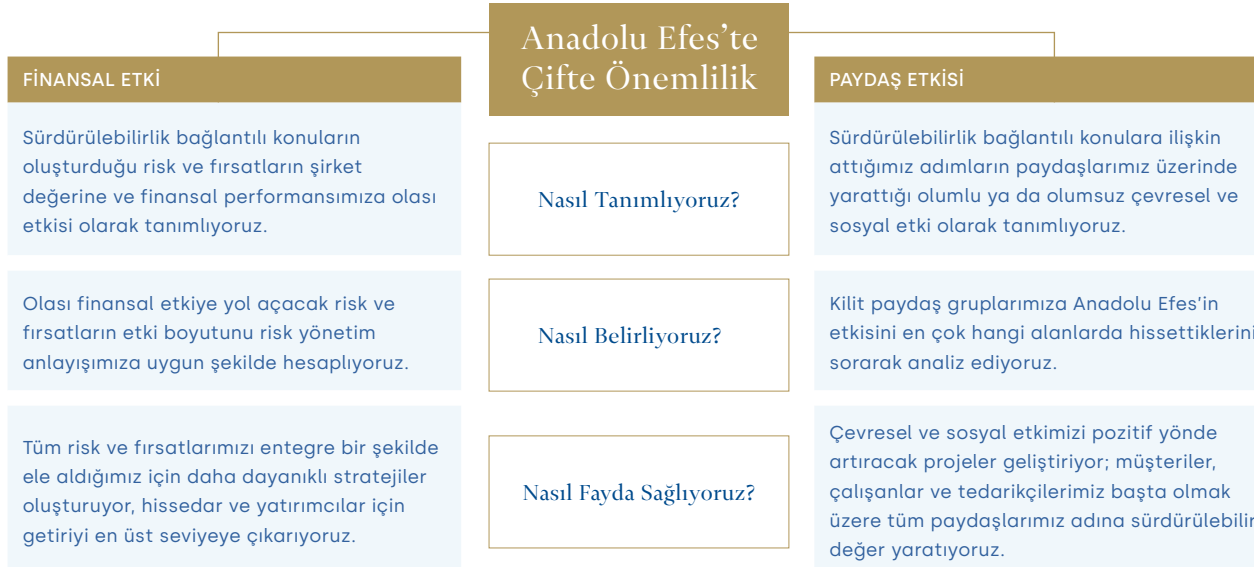 Anadolu Efes’te
Çifte Önemlilik
FİNANSAL ETKİ
PAYDAŞ ETKİSİ
Sürdürülebilirlik bağlantılı konuların
oluşturduğu risk ve fırsatların şirket
değerine ve finansal performansımıza olası
etkisi olarak tanımlıyoruz.
Nasıl Tanımlıyoruz?
Sürdürülebilirlik bağlantılı konulara ilişkin
attığımız adımların paydaşlarımız üzerinde
yarattığı olumlu ya da olumsuz çevresel ve
sosyal etki olarak tanımlıyoruz.
Olası finansal etkiye yol açacak risk ve
fırsatların etki boyutunu risk yönetim
anlayışımıza uygun şekilde hesaplıyoruz.
Nasıl Belirliyoruz?
Kilit paydaş gruplarımıza Anadolu Efes’in
etkisini en çok hangi alanlarda hissettiklerini
sorarak analiz ediyoruz.
Tüm risk ve fırsatlarımızı entegre bir şekilde
ele aldığımız için daha dayanıklı stratejiler
oluşturuyor, hissedar ve yatırımcılar için
getiriyi en üst seviyeye çıkarıyoruz.
Nasıl Fayda Sağlıyoruz?
Çevresel ve sosyal etkimizi pozitif yönde
artıracak projeler geliştiriyor; müşteriler,
çalışanlar ve tedarikçilerimiz başta olmak
üzere tüm paydaşlarımız adına sürdürülebilir
değer yaratıyoruz.